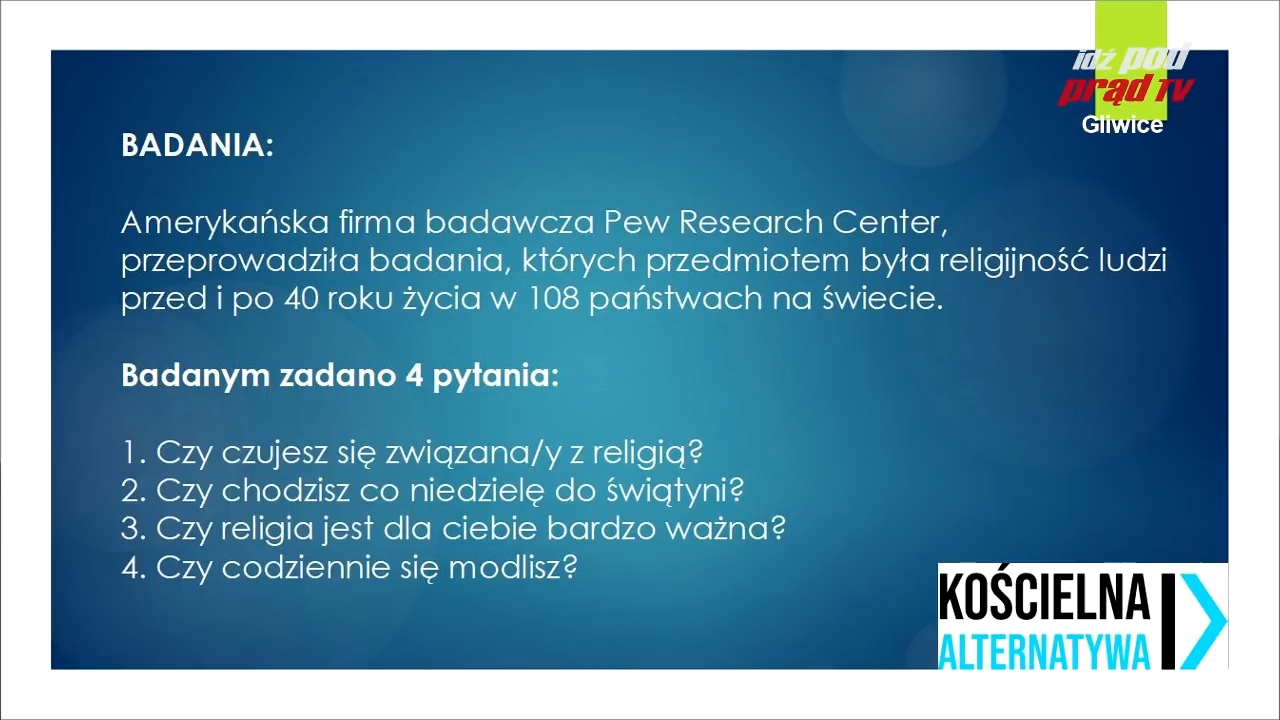 idź pod
prąd TV
Gliwice
BADANIA:
Amerykańska firma badawcza Pew Research Center,
przeprowadziła badania, których przedmiotem była religijność ludzi
przed i po 40 roku życia w 108 państwach na świecie.
Badanym zadano 4 pytania:
1. Czy czujesz się związana/y z religią?
2. Czy chodzisz co niedzielę do świątyni?
3. Czy religia jest dla ciebie bardzo ważna?
4. Czy codziennie się modlisz?
KOŚCIELNA
ALTERNATYWA